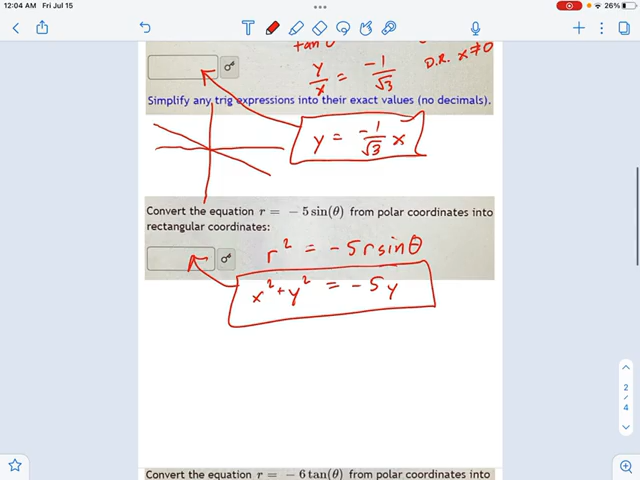 12:04 AM Fri Jul 15
26%
tan θ
y/x = -1/√3
D.R. x≠0
Simplify any trig expressions into their exact values (no decimals).
y = -1/√3 x
Convert the equation r = − 5 sin(θ) from polar coordinates into
rectangular coordinates:
r² = -5r sinθ
x² + y² = -5y
2
/
4
Convert the equation r = − 6 tan(θ) from polar coordinates into